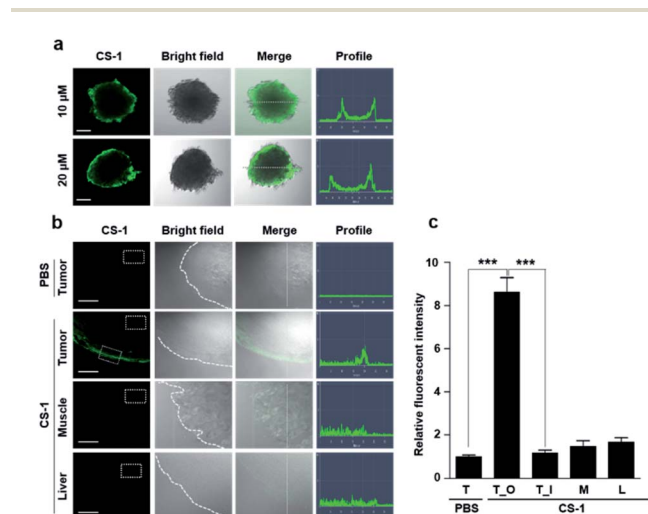 a
CS-1 Bright field Merge Profile
10 µM
20 µM
b
CS-1 Bright field Merge Profile
PBS
Tumor
CS-1
Tumor
Muscle
Liver
c
Relative fluorescent intensity
10
8
6
4
2
0
*** ***
T T_O T_I M L
PBS CS-1